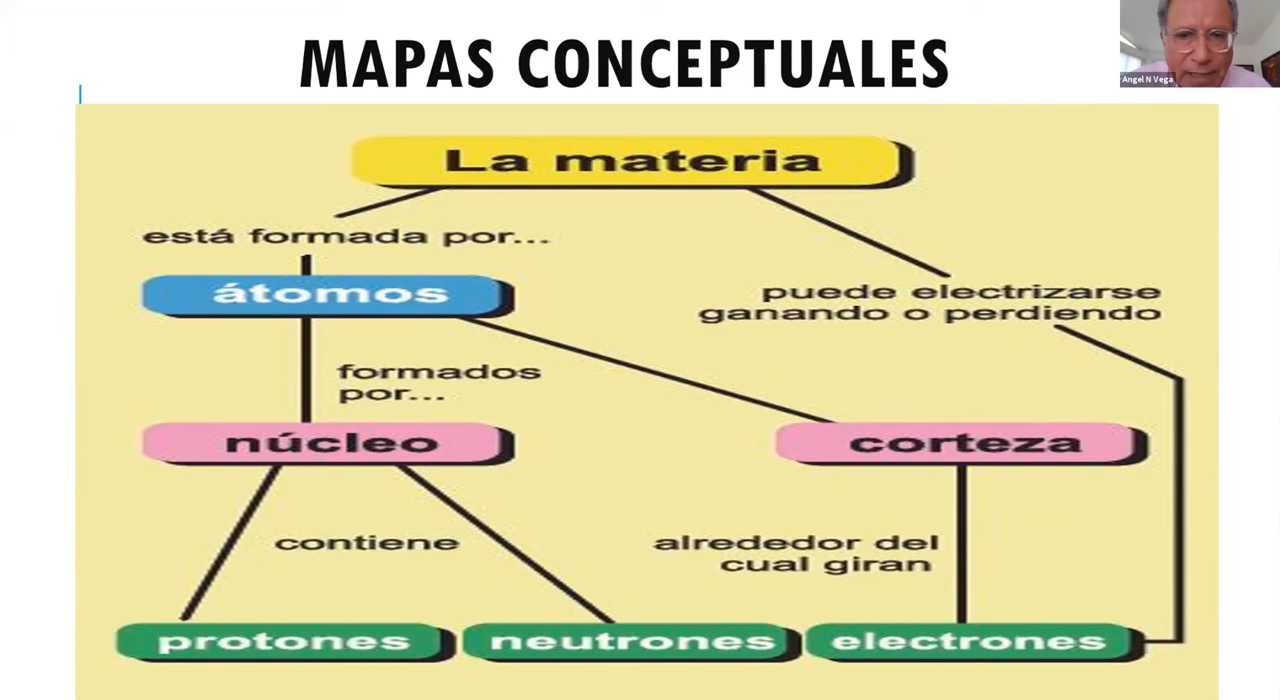 MAPAS CONCEPTUALES
Angel N Vega
La materia
está formada por...
átomos
puede electrizarse
ganando o perdiendo
formados
por...
núcleo
corteza
contiene
alrededor del
cual giran
protones
neutrones
electrones